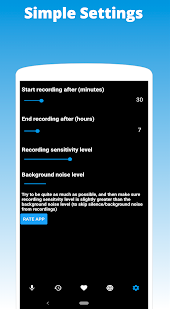 Simple Settings
Start recording after (minutes)
30
End recording after (hours)
7
Recording sensitivity level
Background noise level
Try to be quite as much as possible, and then make sure
recording sensitivity level is slightly greater than the
background noise level (to skip silence/background noise
from recordings)
RATE APP